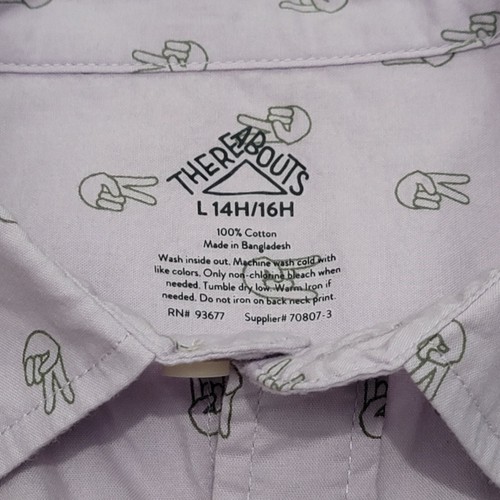 THEREABOUTS
L 14H/16H
100% Cotton
Made in Bangladesh
Wash inside out. Machine wash cold with
like colors. Only non-chlorine bleach when
needed. Tumble dry low. Warm Iron if
needed. Do not iron on back neck print.
RN# 93677 Supplier# 70807-3